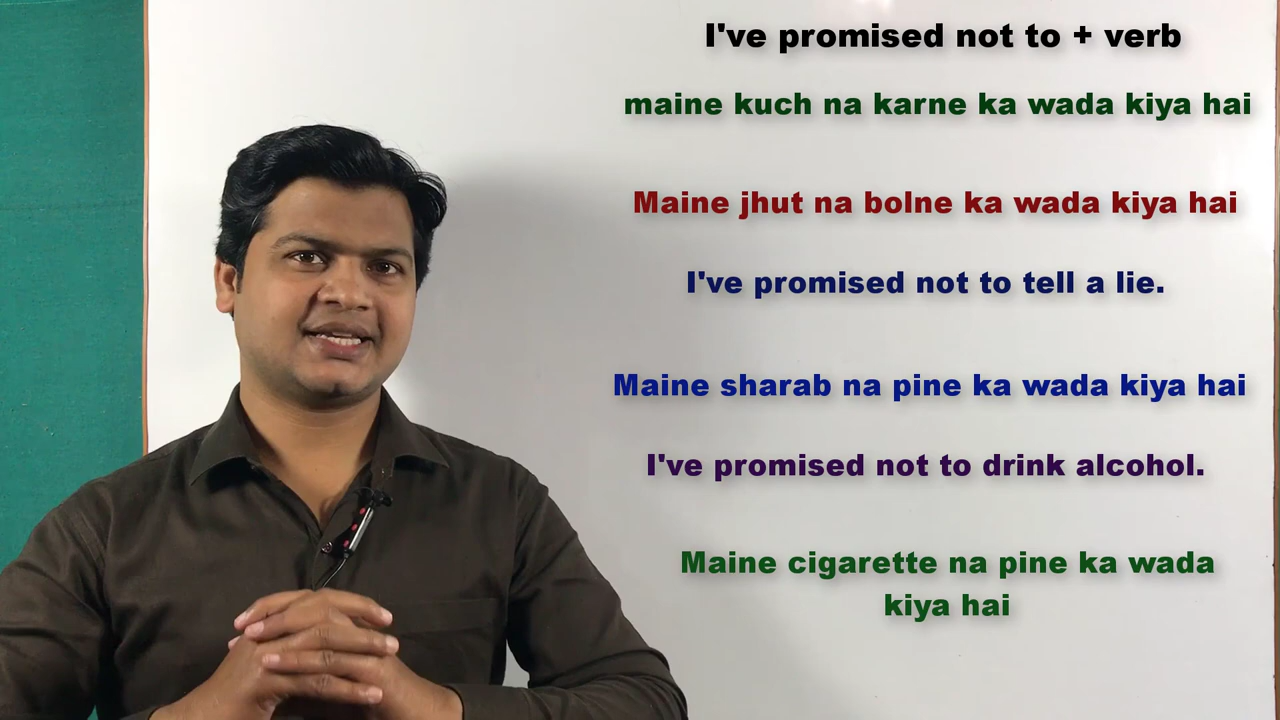 I've promised not to + verb
maine kuch na karne ka wada kiya hai
Maine jhut na bolne ka wada kiya hai
I've promised not to tell a lie.
Maine sharab na pine ka wada kiya hai
I've promised not to drink alcohol.
Maine cigarette na pine ka wada
kiya hai